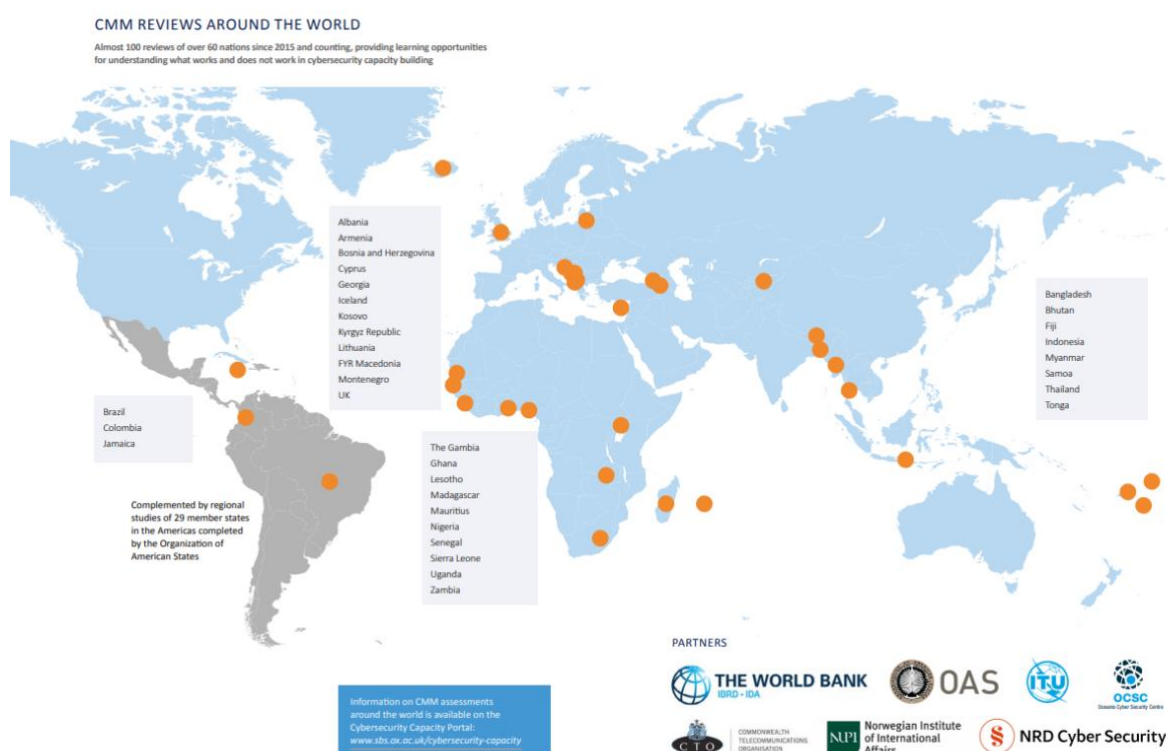 CMM REVIEWS AROUND THE WORLD
Almost 100 reviews of over 60 nations since 2015 and counting, providing learning opportunities
for understanding what works and does not work in cybersecurity capacity building
Albania
Armenia
Bosnia and Herzegovina
Cyprus
Georgia
Iceland
Kosovo
Kyrgyz Republic
Lithuania
FYR Macedonia
Montenegro
UK
Bangladesh
Bhutan
Fiji
Indonesia
Myanmar
Samoa
Thailand
Tonga
Brazil
Colombia
Jamaica
The Gambia
Ghana
Lesotho
Madagascar
Mauritius
Nigeria
Senegal
Sierra Leone
Uganda
Zambia
Complemented by regional
studies of 29 member states
in the Americas completed
by the Organization of
American States
Information on CMM assessments
around the world is available on the
Cybersecurity Capacity Portal:
www.sbs.ox.ac.uk/cybersecurity-capacity
PARTNERS
THE WORLD BANK
IBRD • IDA
OAS
ITU
OCSC
Oceania Cyber Security Centre
CTO
COMMONWEALTH
TELECOMMUNICATIONS
ORGANISATION
NUPI
Norwegian Institute
of International
Affairs
NRD Cyber Security